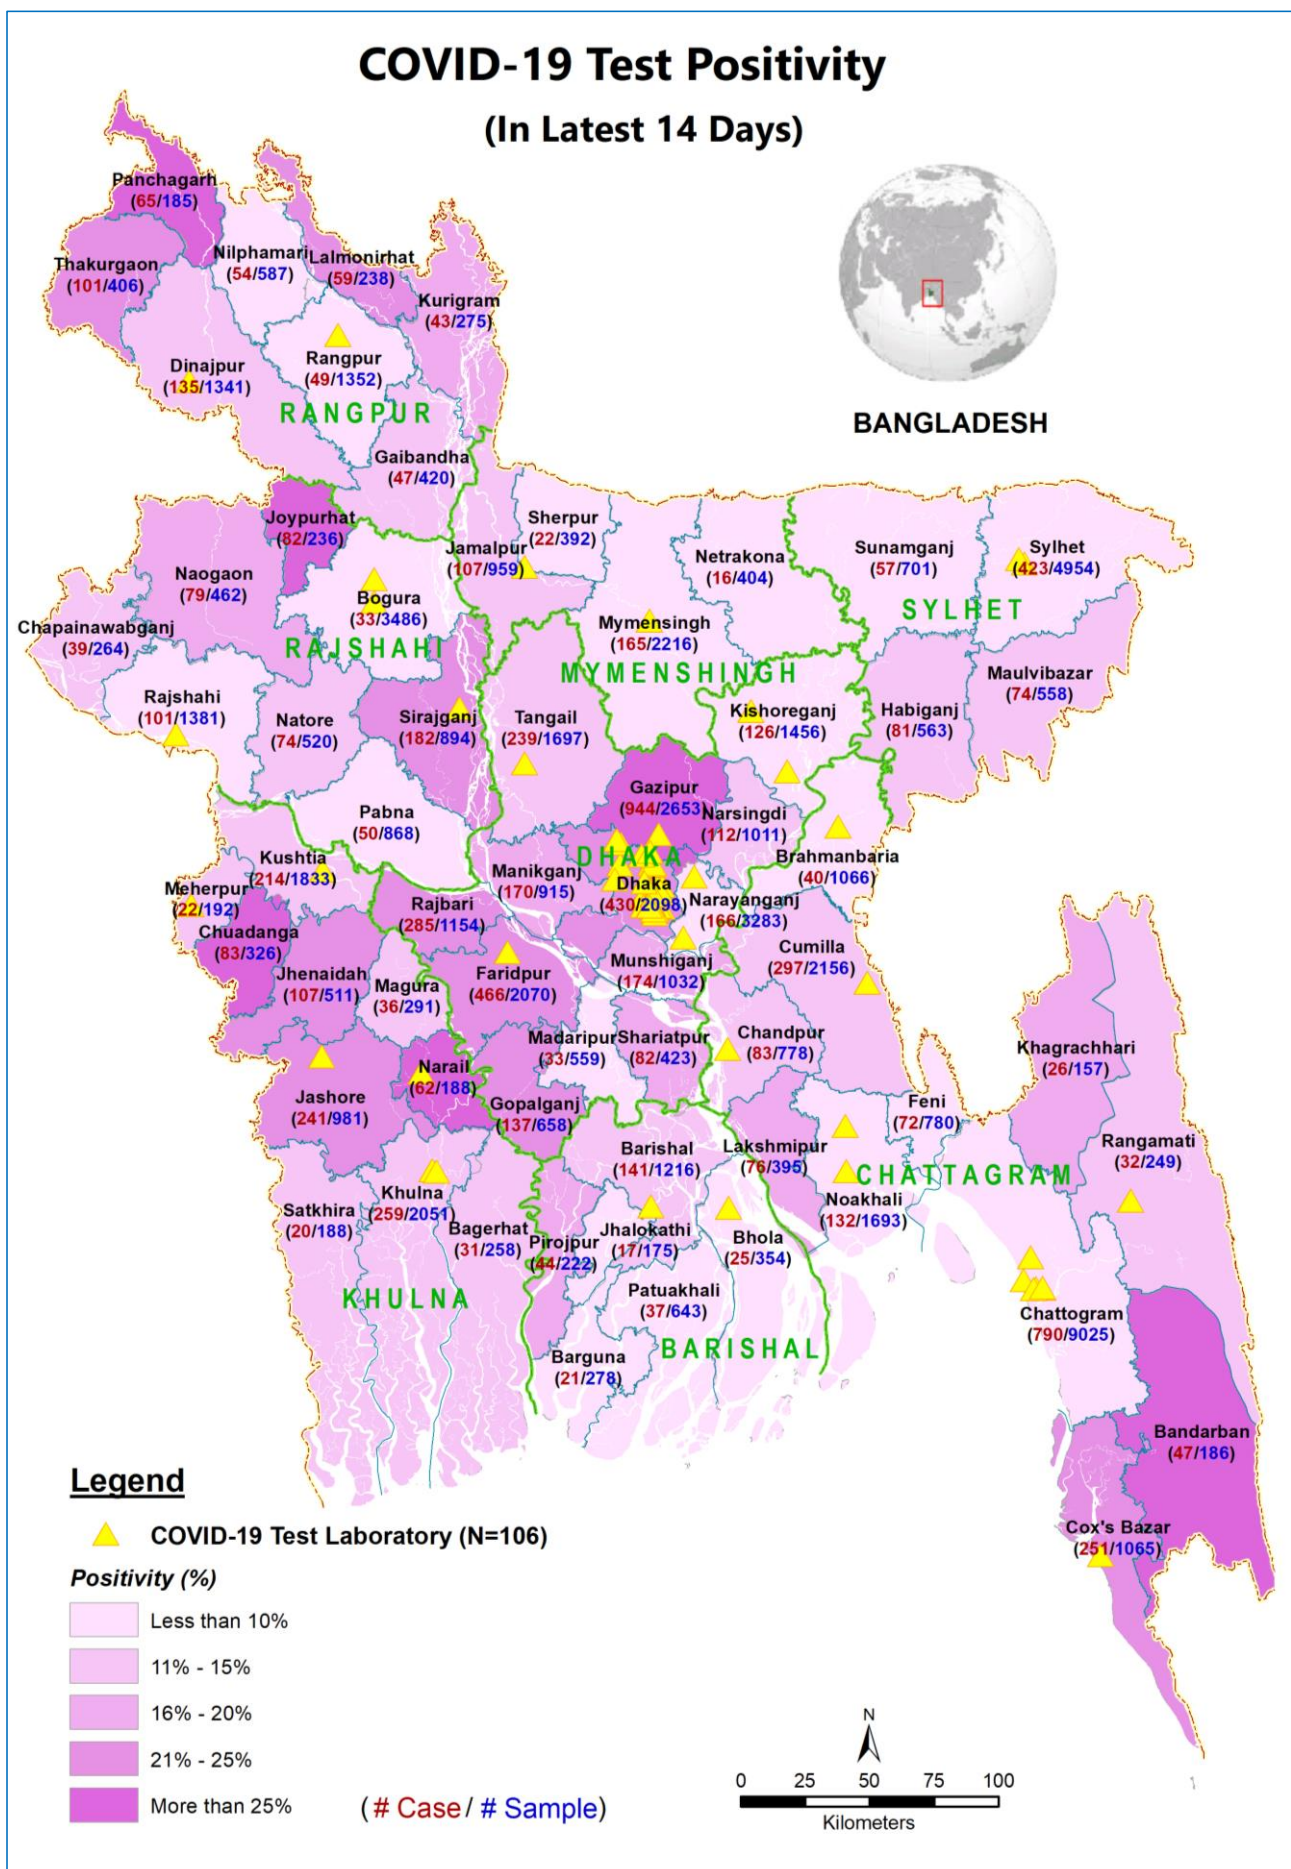 COVID-19 Test Positivity
(In Latest 14 Days)
BANGLADESH
Panchagarh
(65/185)
Thakurgaon
(101/406)
Nilphamari
(54/587)
Lalmonirhat
(59/238)
Kurigram
(43/275)
Dinajpur
(135/1341)
Rangpur
(49/1352)
RANGPUR
Gaibandha
(47/420)
Joypurhat
(82/236)
Naogaon
(79/462)
Bogura
(33/3486)
Chapainawabganj
(39/264)
RAJSHAHI
Rajshahi
(101/1381)
Natore
(74/520)
Sirajganj
(182/894)
Pabna
(50/868)
Jamalpur
(107/959)
Sherpur
(22/392)
Netrakona
(16/404)
Mymensingh
(165/2216)
MYMENSHINGH
Sunamganj
(57/701)
Sylhet
(423/4954)
SYLHET
Maulvibazar
(74/558)
Habiganj
(81/563)
Tangail
(239/1697)
Kishoreganj
(126/1456)
Gazipur
(944/2653)
Narsingdi
(112/1011)
DHAKA
Dhaka
(430/2098)
Manikganj
(170/915)
Narayanganj
(166/3283)
Brahmanbaria
(40/1066)
Rajbari
(285/1154)
Faridpur
(466/2070)
Munshiganj
(174/1032)
Madaripur
(33/559)
Shariatpur
(82/423)
Gopalganj
(137/658)
Kushtia
(214/1833)
Meherpur
(22/192)
Chuadanga
(83/326)
Jhenaidah
(107/511)
Magura
(36/291)
Jashore
(241/981)
Narail
(62/188)
Satkhira
(20/188)
Khulna
(259/2051)
Bagerhat
(31/258)
KHULNA
Pirojpur
(44/222)
Barishal
(141/1216)
Jhalokathi
(17/175)
Bhola
(25/354)
Patuakhali
(37/643)
Barguna
(21/278)
BARISHAL
Cumilla
(297/2156)
Chandpur
(83/778)
Lakshmipur
(76/395)
Noakhali
(132/1693)
Feni
(72/780)
CHATTAGRAM
Khagrachhari
(26/157)
Rangamati
(32/249)
Chattogram
(790/9025)
Bandarban
(47/186)
Cox's Bazar
(251/1065)
Legend
COVID-19 Test Laboratory (N=106)
Positivity (%)
Less than 10%
11% - 15%
16% - 20%
21% - 25%
More than 25%
(# Case/ # Sample)
N
0 25 50 75 100
Kilometers